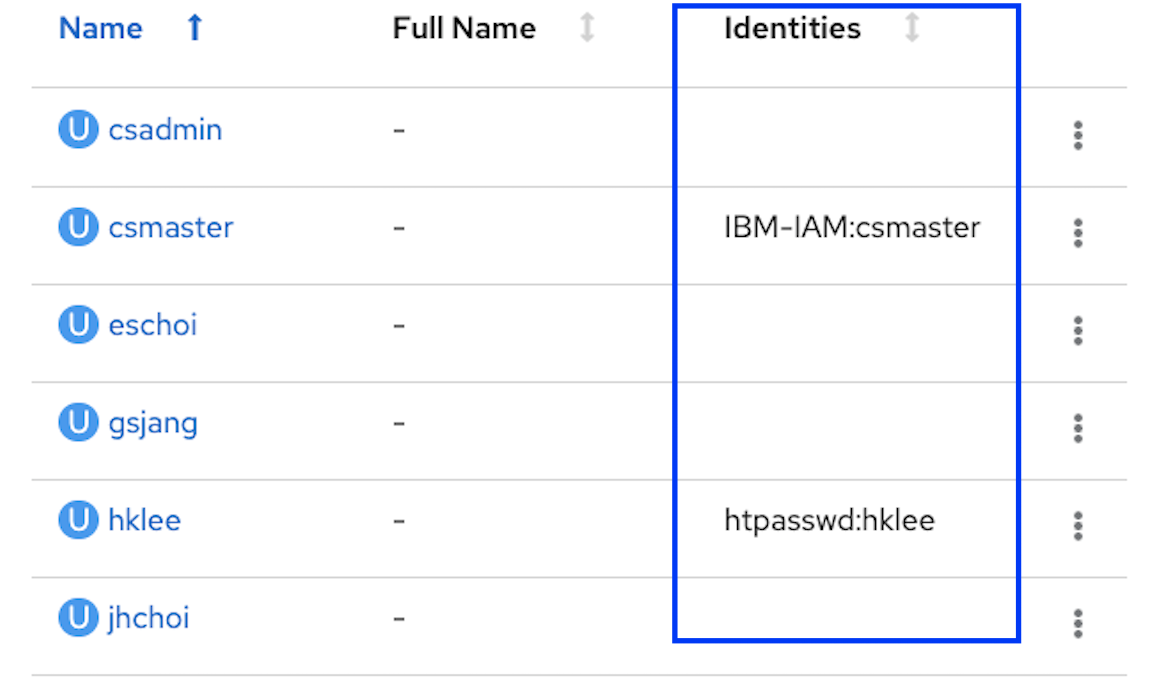 Name Full Name Identities
U csadmin -
U csmaster - IBM-IAM:csmaster
U eschoi -
U gsjang -
U hklee - htpasswd:hklee
U jhchoi -